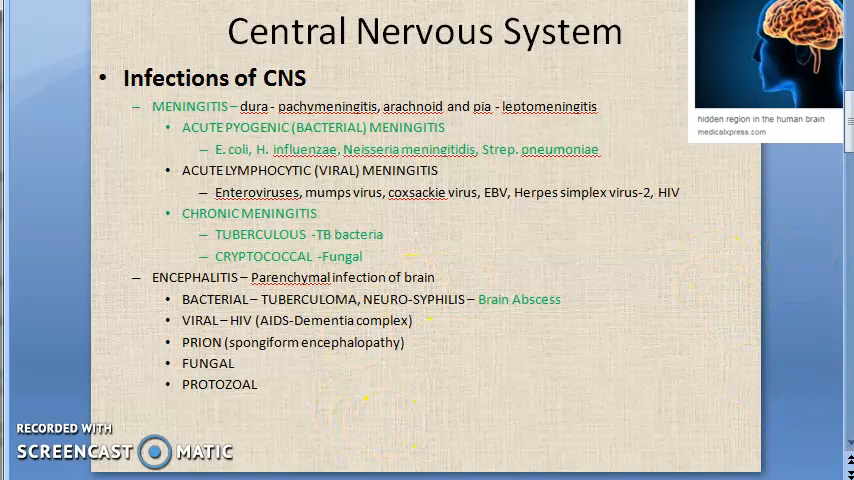 Central Nervous System
• Infections of CNS
– MENINGITIS – dura - pachymeningitis, arachnoid and pia - leptomeningitis
• ACUTE PYOGENIC (BACTERIAL) MENINGITIS
– E. coli, H. influenzae, Neisseria meningitidis, Strep. pneumoniae
• ACUTE LYMPHOCYTIC (VIRAL) MENINGITIS
– Enteroviruses, mumps virus, coxsackie virus, EBV, Herpes simplex virus-2, HIV
• CHRONIC MENINGITIS
– TUBERCULOUS -TB bacteria
– CRYPTOCOCCAL -Fungal
– ENCEPHALITIS – Parenchymal infection of brain
• BACTERIAL – TUBERCULOMA, NEURO-SYPHILIS – Brain Abscess
• VIRAL – HIV (AIDS-Dementia complex)
• PRION (spongiform encephalopathy)
• FUNGAL
• PROTOZOAL
hidden region in the human brain
medicalxpress.com
RECORDED WITH
SCREENCAST MATIC